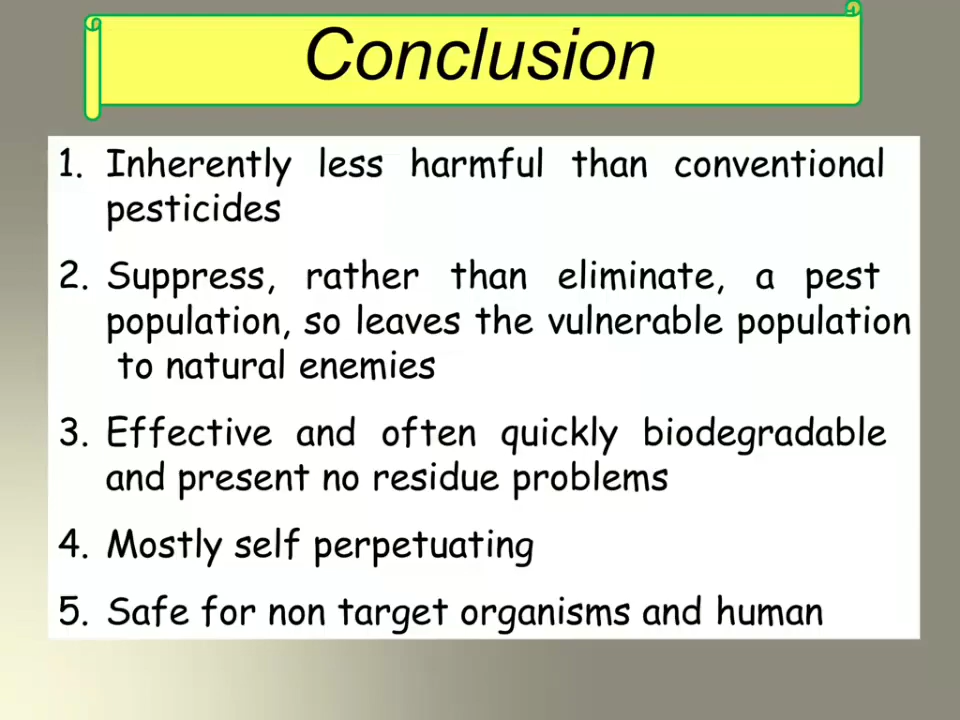 Conclusion
1. Inherently less harmful than conventional
pesticides
2. Suppress, rather than eliminate, a pest
population, so leaves the vulnerable population
to natural enemies
3. Effective and often quickly biodegradable
and present no residue problems
4. Mostly self perpetuating
5. Safe for non target organisms and human